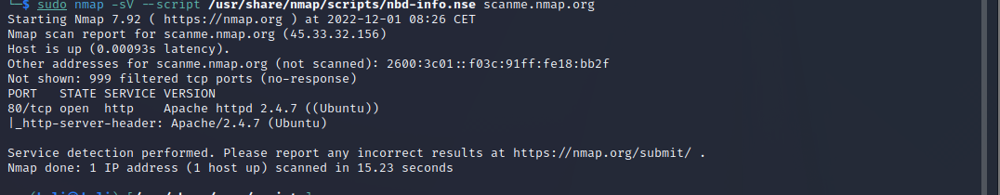 └─$ sudo nmap -sV --script /usr/share/nmap/scripts/nbd-info.nse scanme.nmap.org
Starting Nmap 7.92 ( https://nmap.org ) at 2022-12-01 08:26 CET
Nmap scan report for scanme.nmap.org (45.33.32.156)
Host is up (0.00093s latency).
Other addresses for scanme.nmap.org (not scanned): 2600:3c01::f03c:91ff:fe18:bb2f
Not shown: 999 filtered tcp ports (no-response)
PORT   STATE SERVICE VERSION
80/tcp open  http    Apache httpd 2.4.7 ((Ubuntu))
|_http-server-header: Apache/2.4.7 (Ubuntu)
Service detection performed. Please report any incorrect results at https://nmap.org/submit/ .
Nmap done: 1 IP address (1 host up) scanned in 15.23 seconds